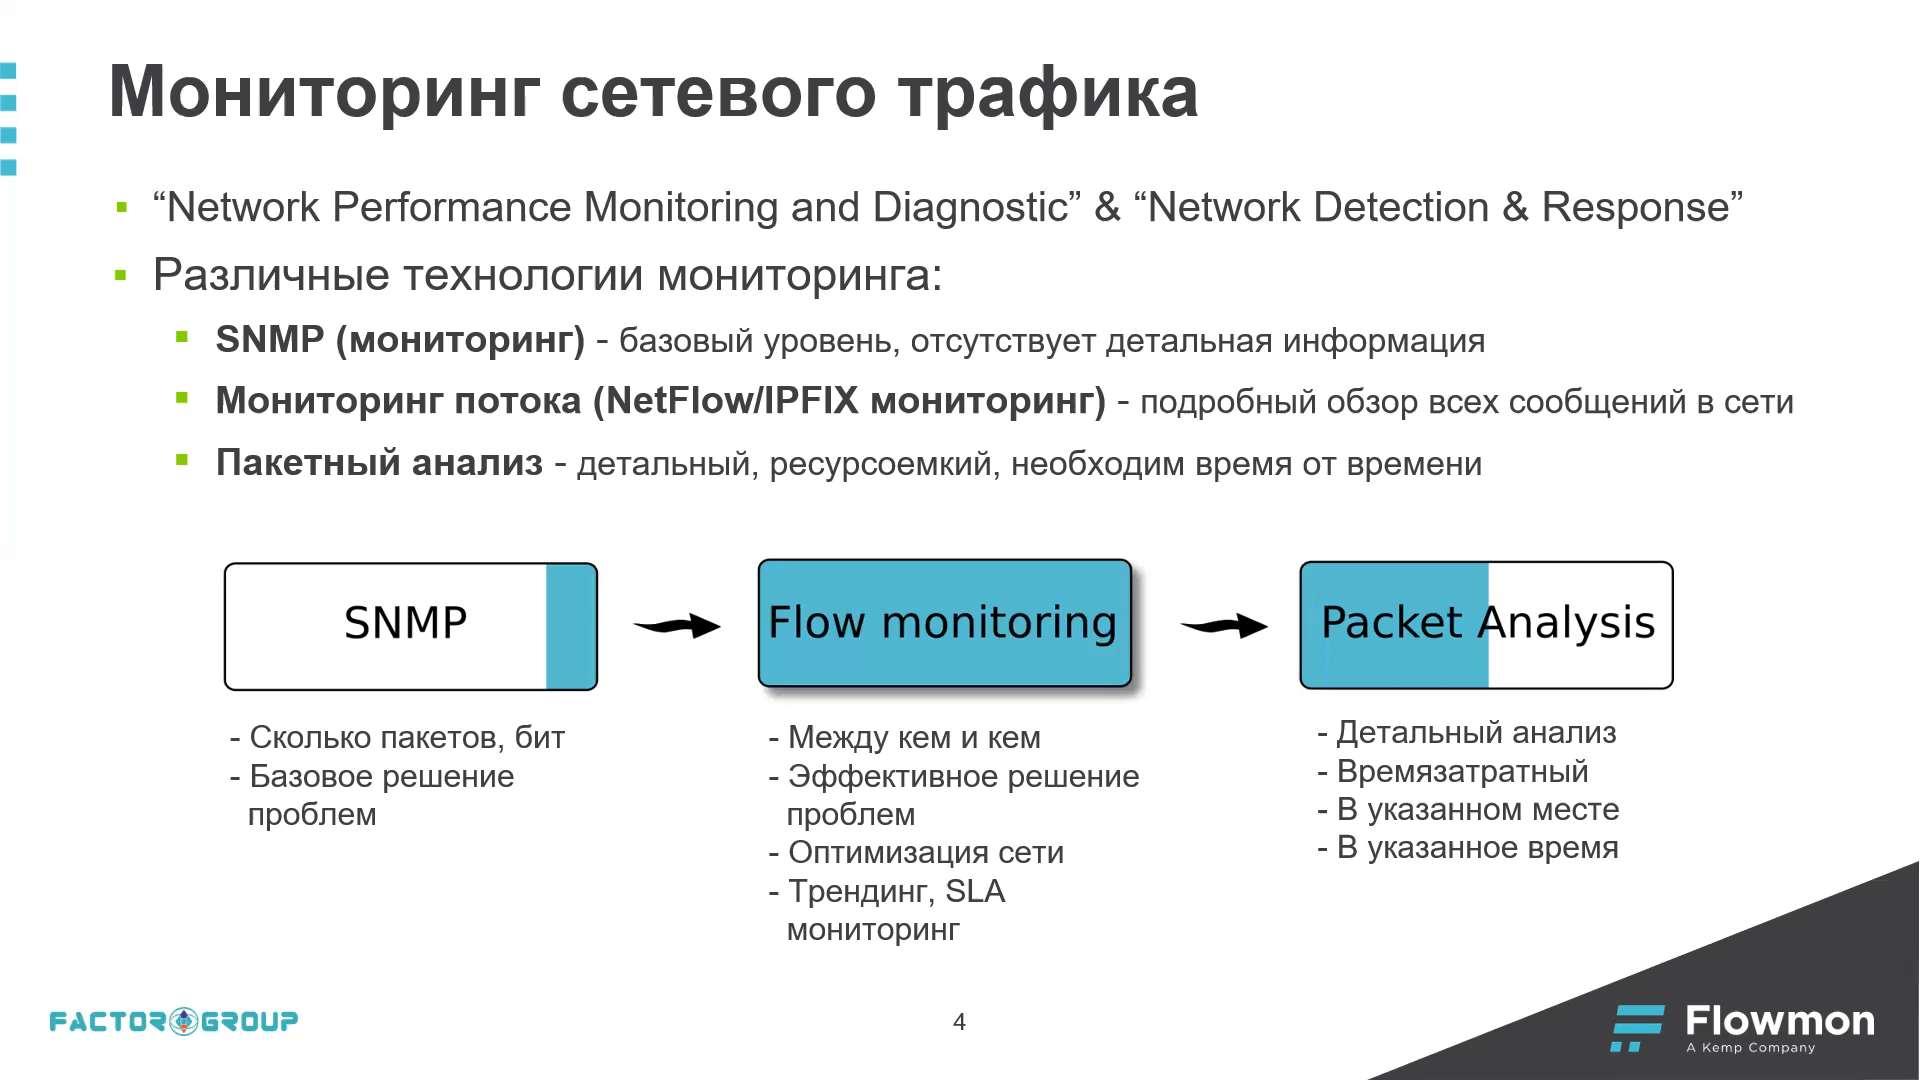 Мониторинг сетевого трафика
▪ “Network Performance Monitoring and Diagnostic” & “Network Detection & Response”
▪ Различные технологии мониторинга:
▪ SNMP (мониторинг) - базовый уровень, отсутствует детальная информация
▪ Мониторинг потока (NetFlow/IPFIX мониторинг) - подробный обзор всех сообщений в сети
▪ Пакетный анализ - детальный, ресурсоемкий, необходим время от времени
SNMP
- Сколько пакетов, бит
- Базовое решение
проблем
Flow monitoring
- Между кем и кем
- Эффективное решение
проблем
- Оптимизация сети
- Трендинг, SLA
мониторинг
Packet Analysis
- Детальный анализ
- Времязатратный
- В указанном месте
- В указанное время
FACTOR GROUP
4
Flowmon
A Kemp Company